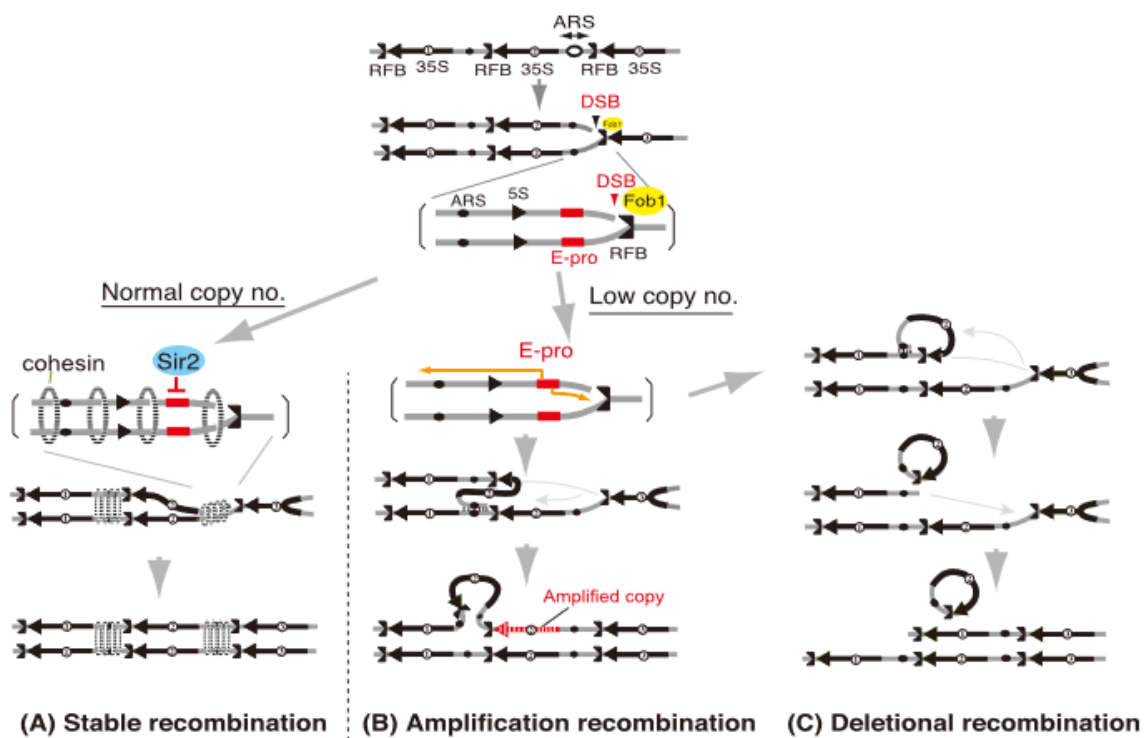 ARS
RFB 35S RFB 35S RFB 35S
DSB
Fob1
DSB
ARS 5S Fob1
E-pro RFB
Normal copy no.
Low copy no.
cohesin Sir2
E-pro
Amplified copy
(A) Stable recombination
(B) Amplification recombination
(C) Deletional recombination